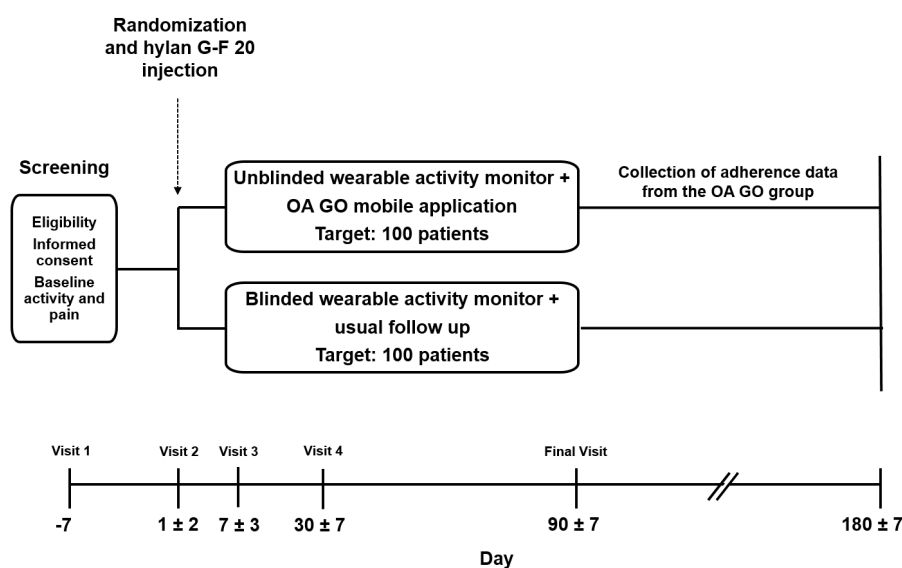 Randomization
and hylan G-F 20
injection
Screening
Eligibility
Informed
consent
Baseline
activity and
pain
Unblinded wearable activity monitor +
OA GO mobile application
Target: 100 patients
Collection of adherence data
from the OA GO group
Blinded wearable activity monitor +
usual follow up
Target: 100 patients
Visit 1
Visit 2
Visit 3
Visit 4
Final Visit
-7
1 ± 2
7 ± 3
30 ± 7
90 ± 7
180 ± 7
Day